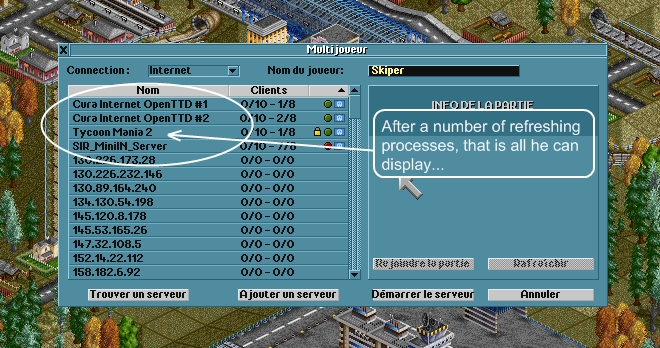 Multijoueur
Connection: Internet Nom du joueur: Skiper
Nom Clients
Cura Internet OpenTTD #1 0/10 - 1/8
Cura Internet OpenTTD #2 0/10 - 2/8
Tycoon Mania 2 0/10 - 1/8
SIR_MiniIN_Server 0/10 - 7/8
130.226.173.28 0/0 - 0/0
130.226.232.146 0/0 - 0/0
130.89.164.240 0/0 - 0/0
134.130.54.198 0/0 - 0/0
145.120.8.178 0/0 - 0/0
145.53.165.26 0/0 - 0/0
147.32.108.5 0/0 - 0/0
152.14.22.112 0/0 - 0/0
158.182.6.92 0/0 - 0/0
INFO DE LA PARTIE
After a number of refreshing
processes, that is all he can
display...
Rejoindre la partie Rafraîchir
Trouver un serveur Ajouter un serveur Démarrer le serveur Annuler